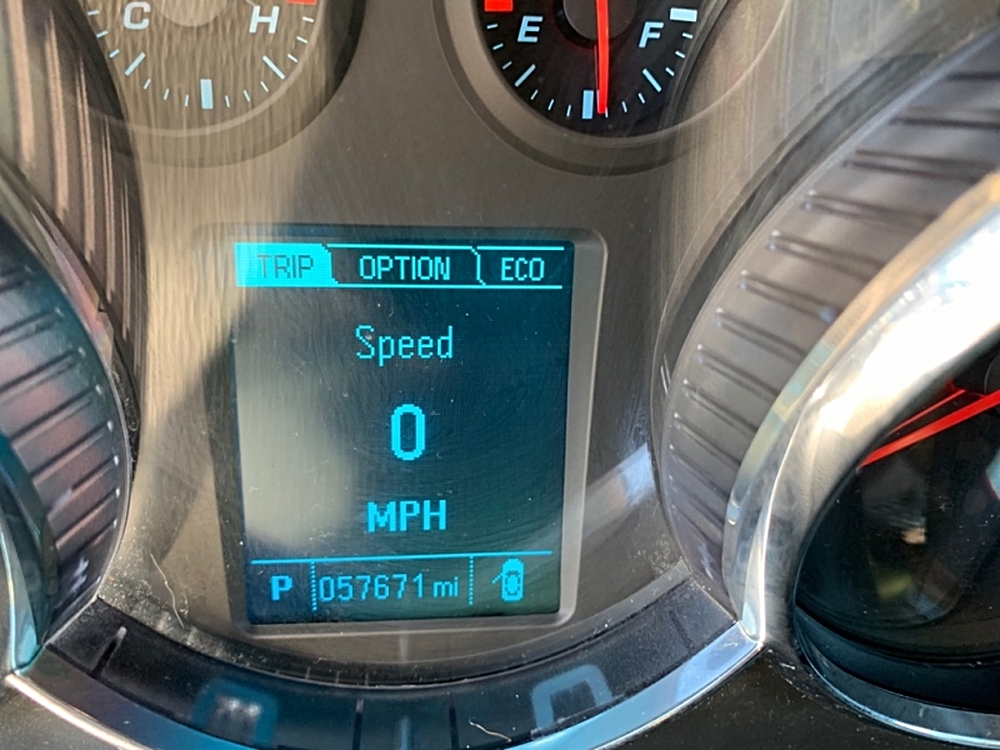 C H
E F
TRIP OPTION ECO
Speed
0
MPH
P 057671 mi